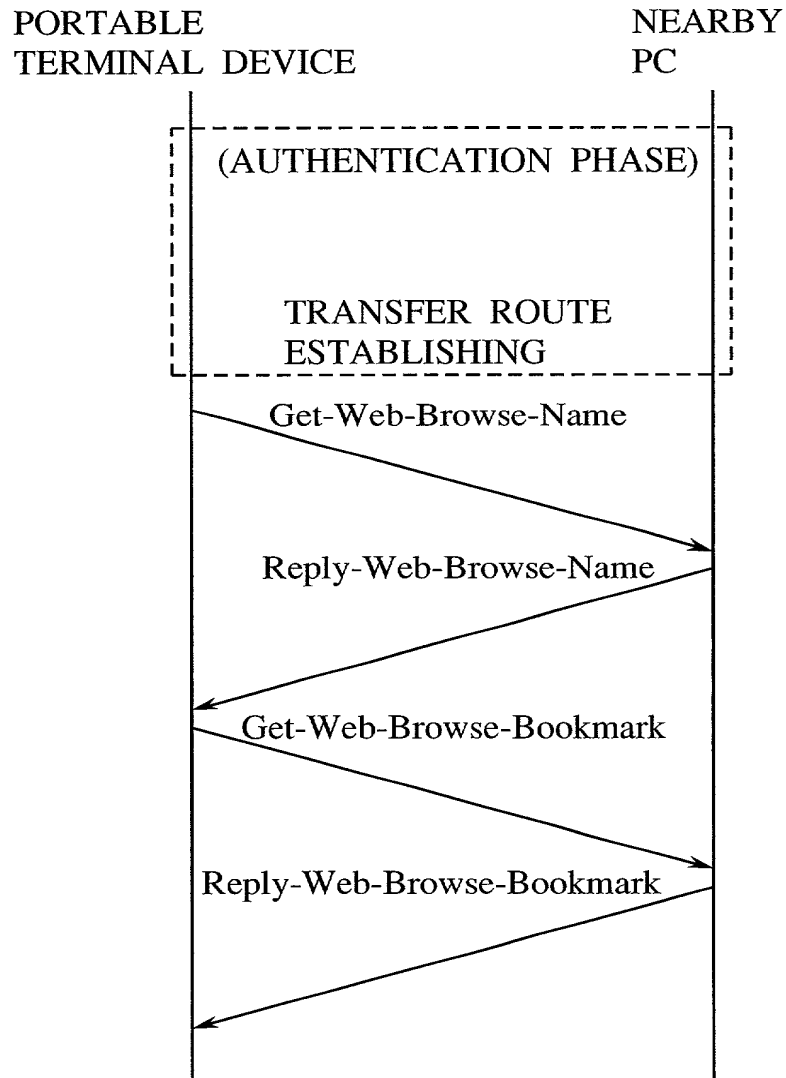 PORTABLE
TERMINAL DEVICE
NEARBY
PC
(AUTHENTICATION PHASE)
TRANSFER ROUTE
ESTABLISHING
Get-Web-Browse-Name
Reply-Web-Browse-Name
Get-Web-Browse-Bookmark
Reply-Web-Browse-Bookmark